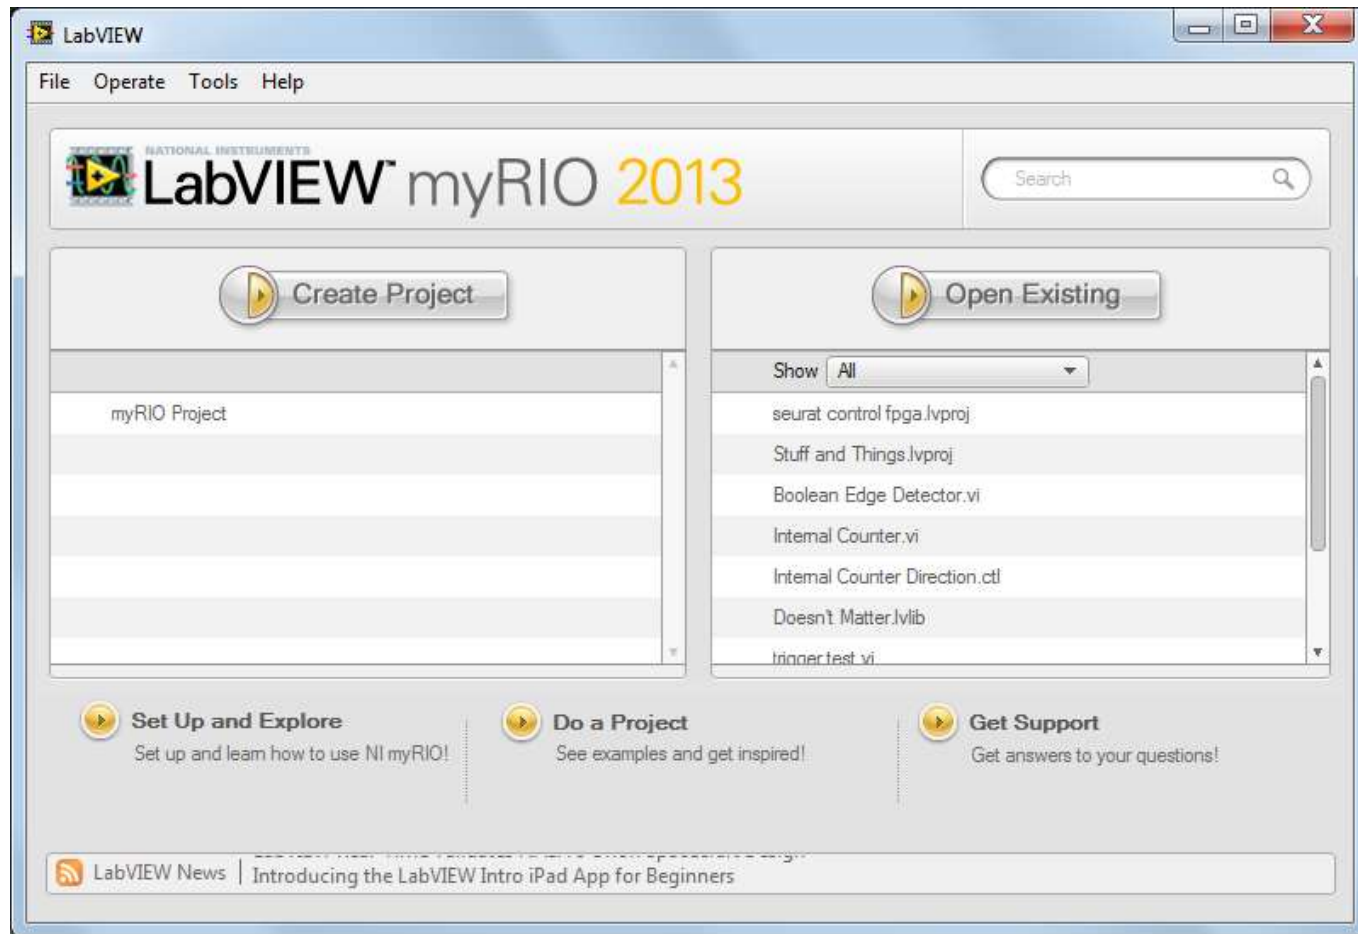 LabVIEW
File Operate Tools Help
NATIONAL INSTRUMENTS
LabVIEW™ myRIO 2013
Search
Create Project
myRIO Project
Open Existing
Show All
seurat control fpga.lvproj
Stuff and Things.lvproj
Boolean Edge Detector.vi
Internal Counter.vi
Internal Counter Direction.ctl
Doesn't Matter.lvlib
trigger test.vi
Set Up and Explore
Set up and learn how to use NI myRIO!
Do a Project
See examples and get inspired!
Get Support
Get answers to your questions!
LabVIEW News
Introducing the LabVIEW Intro iPad App for Beginners